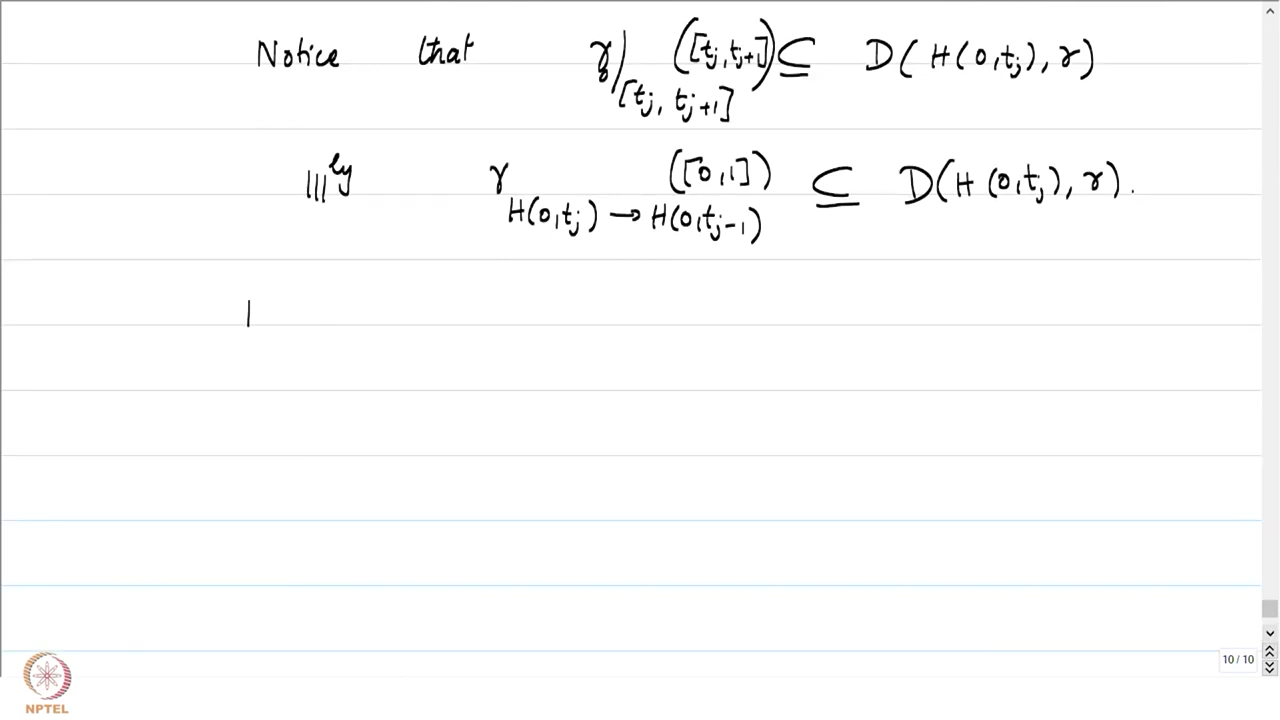 Notice that γ₀|[tⱼ, tⱼ₊₁] ([tⱼ, tⱼ₊₁]) ⊆ D(H(0,tⱼ), r)
|||ly γ H(0,tⱼ) → H(0,tⱼ₋₁) ([0,1]) ⊆ D(H(0,tⱼ), r).
10 / 10
NPTEL